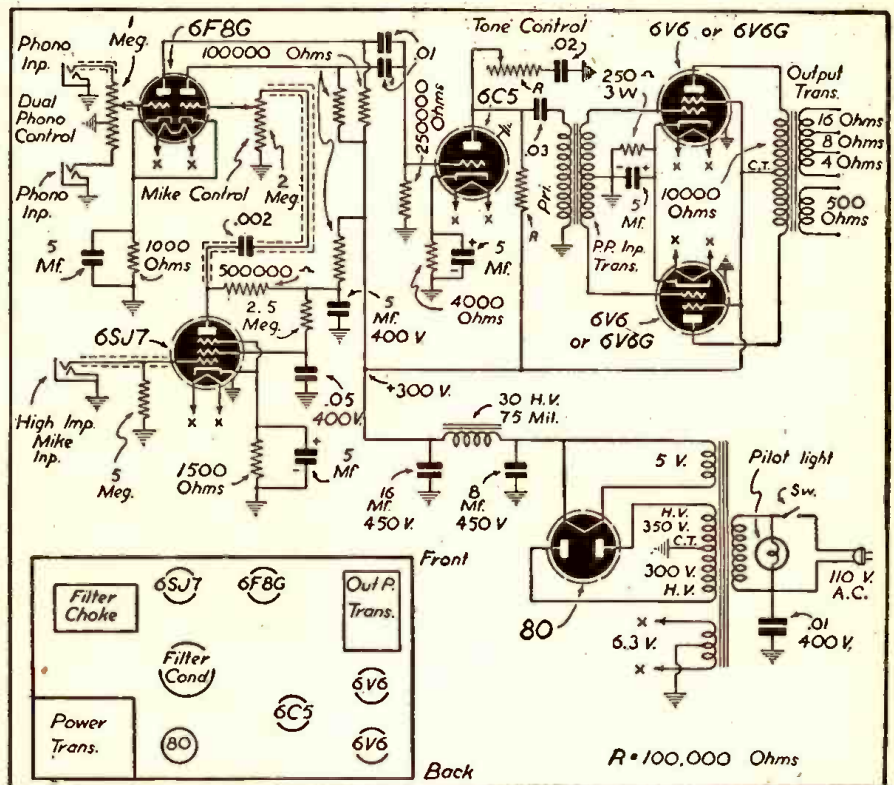 1
Meg.
Phono
Inp.
Dual
Phono
Control
Phono
Inp.
6F8G
100000 Ohms
.01
Tone Control
.02
R
250000
Ohms
6C5
.03
250 Ω
3 W
6V6 or 6V6G
Output
Trans.
16 Ohms
8 Ohms
4 Ohms
500
Ohms
C.T.
10000
Ohms
5
Mf.
Pri.
P.P. Inp.
Trans.
6V6
or 6V6G
Mike Control
2
Meg.
x x
x x
x x
x x
x x
5
Mf.
1000
Ohms
.002
500000 Ω
2.5
Meg.
5
Mf.
400 V.
+
-
5
Mf.
4000
Ohms
R
6SJ7
High Imp.
Mike
Inp.
5
Meg.
1500
Ohms
+
-
5
Mf
.05
400 V.
+300 V.
30 H.V.
75 Mil.
16
Mf.
450 V.
8
Mf.
450 V.
80
5 V.
H.V.
350 V.
C.T.
300 V.
H.V.
x
6.3 V.
x
Pilot light
Sw.
110 V.
A.C.
.01
400 V.
Front
Filter
Choke
6SJ7
6F8G
Out P.
Trans.
Filter
Cond
6C5
6V6
Power
Trans.
80
6V6
Back
R = 100,000 Ohms